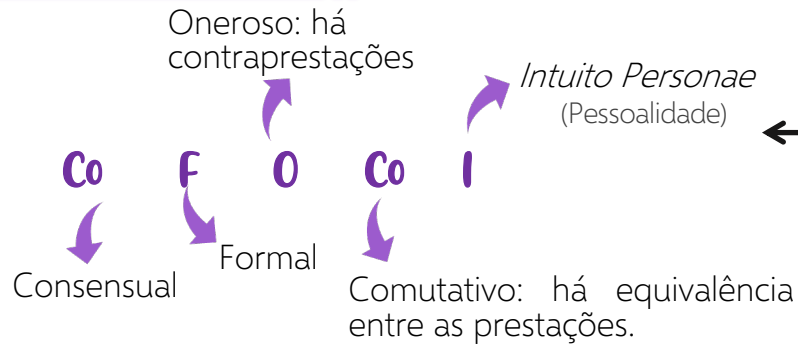 Oneroso: há
contraprestações
Intuito Personae
(Pessoalidade)
Co F O Co I
Consensual
Formal
Comutativo: há equivalência
entre as prestações.